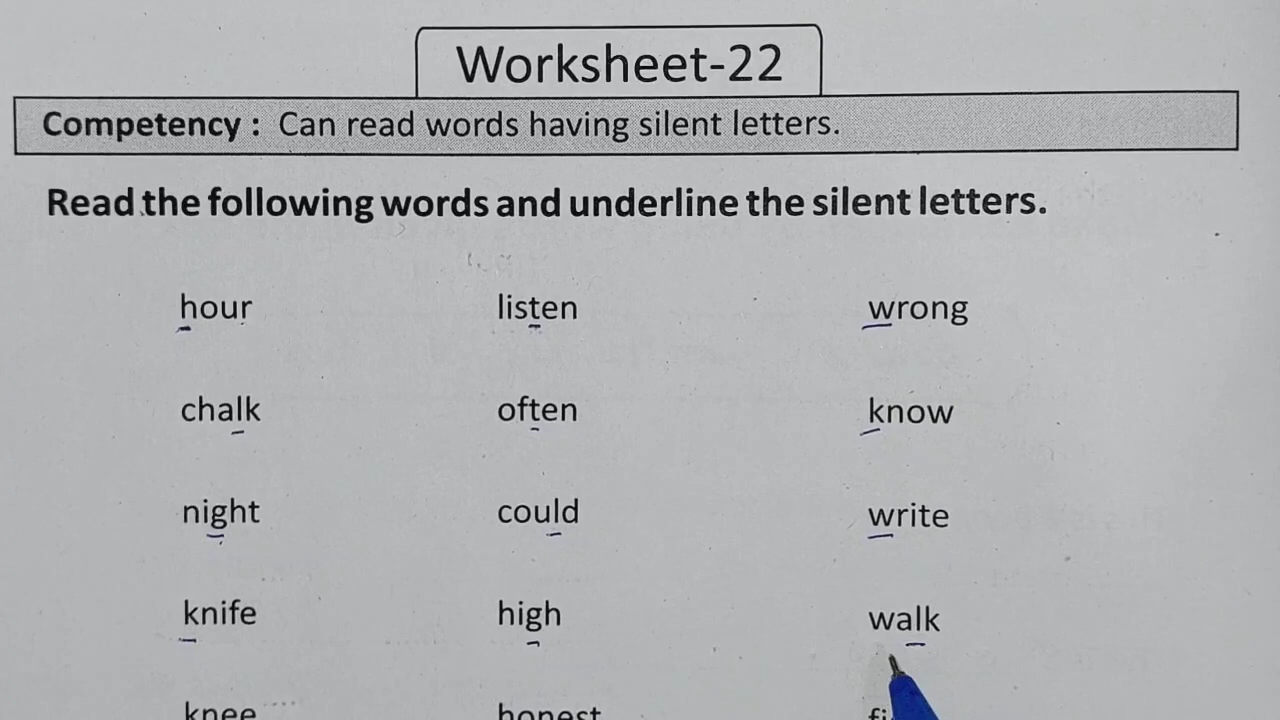 Worksheet-22
Competency : Can read words having silent letters.
Read the following words and underline the silent letters.
hour listen wrong
chalk often know
night could write
knife high walk
knee honest